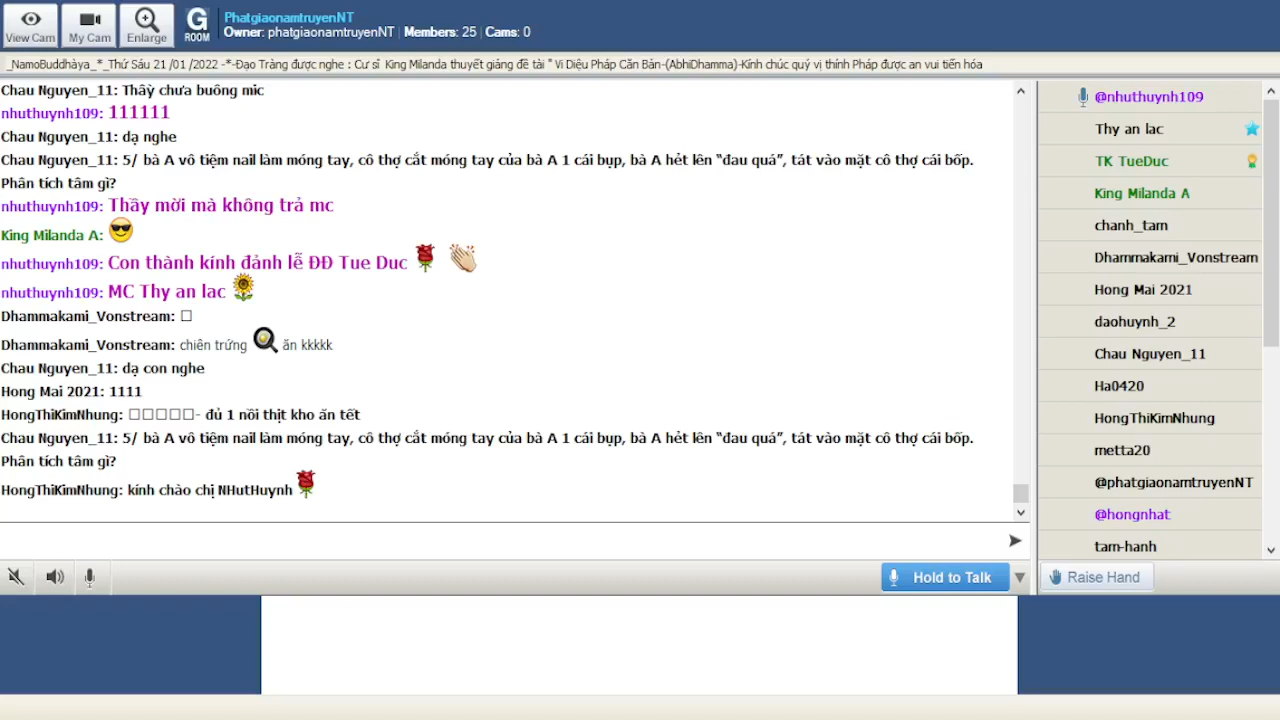 View Cam
My Cam
Enlarge
G
ROOM
PhatgiaonamtruyenNT
Owner: phatgiaonamtruyenNT | Members: 25 | Cams: 0
_NamoBuddhàya_*_Thứ Sáu 21 /01 /2022 -*-Đạo Tràng được nghe : Cư sĩ King Milanda thuyết giảng đề tài " Vi Diệu Pháp Căn Bản-(AbhiDhamma)-Kính chúc quý vị thính Pháp được an vui tiến hóa
Chau Nguyen_11: Thầy chưa buông mic
nhuthuynh109: 111111
Chau Nguyen_11: dạ nghe
Chau Nguyen_11: 5/ bà A vô tiệm nail làm móng tay, cô thợ cắt móng tay của bà A 1 cái bụp, bà A hét lên “đau quá”, tát vào mặt cô thợ cái bốp.
Phân tích tâm gì?
nhuthuynh109: Thầy mời mà không trả mc
King Milanda A: 😎
nhuthuynh109: Con thành kính đảnh lễ ĐĐ Tue Duc 🌹 👏
nhuthuynh109: MC Thy an lac 🌻
Dhammakami_Vonstream: □
Dhammakami_Vonstream: chiên trứng 🍳 ăn kkkkk
Chau Nguyen_11: dạ con nghe
Hong Mai 2021: 1111
HongThiKimNhung: □□□□□- đủ 1 nồi thịt kho ăn tết
Chau Nguyen_11: 5/ bà A vô tiệm nail làm móng tay, cô thợ cắt móng tay của bà A 1 cái bụp, bà A hét lên “đau quá”, tát vào mặt cô thợ cái bốp.
Phân tích tâm gì?
HongThiKimNhung: kính chào chị NHutHuynh 🌹
Hold to Talk
@nhuthuynh109
Thy an lac
TK TueDuc
King Milanda A
chanh_tam
Dhammakami_Vonstream
Hong Mai 2021
daohuynh_2
Chau Nguyen_11
Ha0420
HongThiKimNhung
metta20
@phatgiaonamtruyenNT
@hongnhat
tam-hanh
Raise Hand